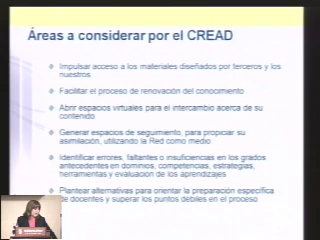 Áreas a considerar por el CREAD
Impulsar acceso a los materiales diseñados por terceros y los
nuestros
Facilitar el proceso de renovación del conocimiento
Abrir espacios virtuales para el intercambio acerca de su
contenido
Generar espacios de seguimiento, para propiciar su
asimilación, utilizando la Red como medio
Identificar errores, faltantes o insuficiencias en los grados
antecedentes en dominios, competencias, estrategias,
herramientas y evaluación de los aprendizajes
Plantear alternativas para orientar la preparación específica
de docentes y superar los puntos debiles en el proceso